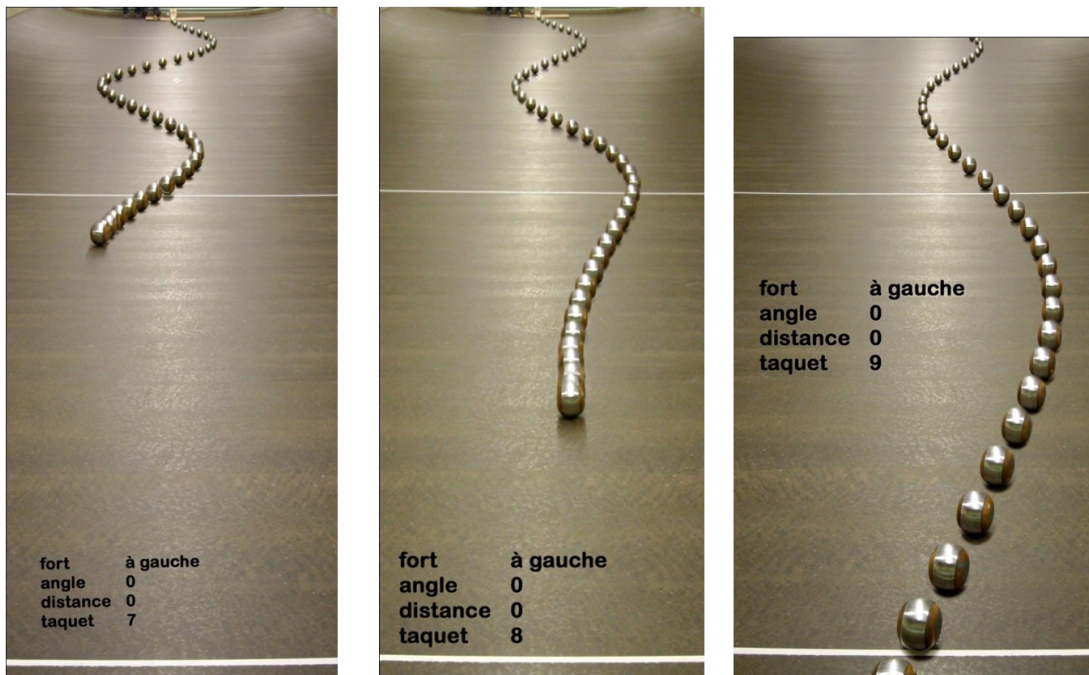 fort à gauche
angle 0
distance 0
taquet 7
fort à gauche
angle 0
distance 0
taquet 8
fort à gauche
angle 0
distance 0
taquet 9